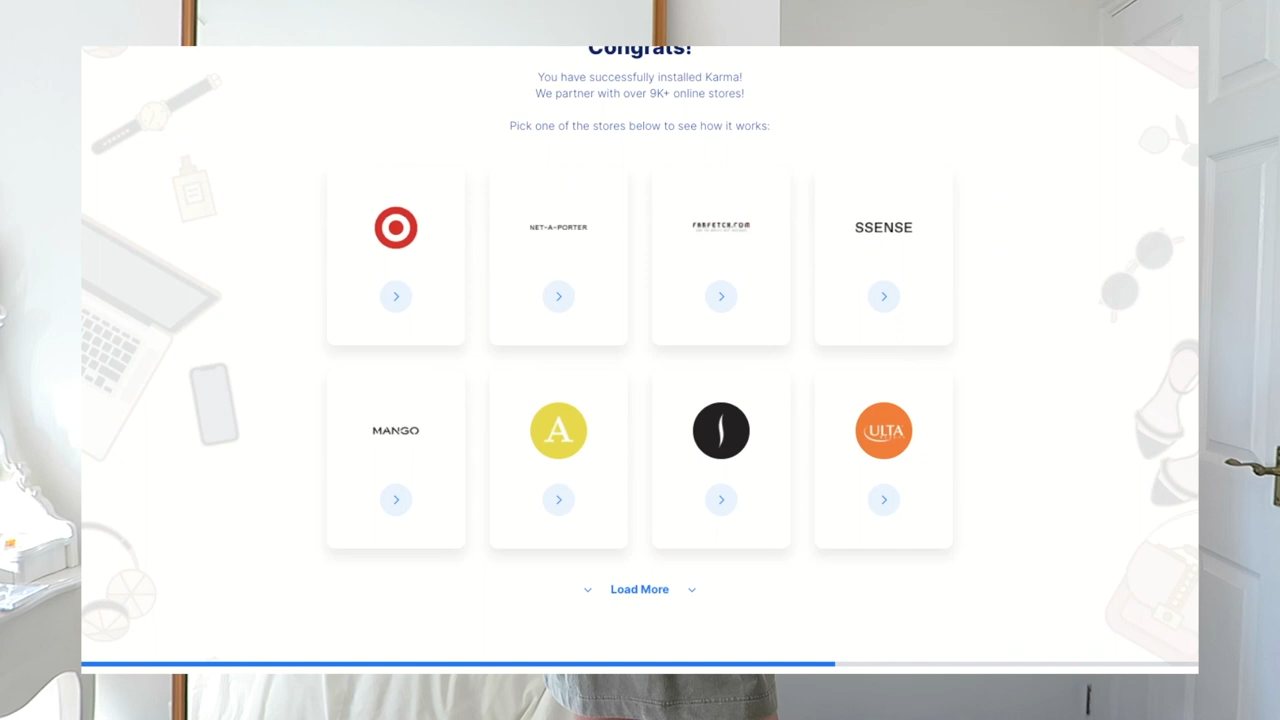 Congrats!
You have successfully installed Karma!
We partner with over 9K+ online stores!
Pick one of the stores below to see how it works:
NET-A-PORTER
FARFETCH.COM
SSENSE
MANGO
A
ULTA
Load More